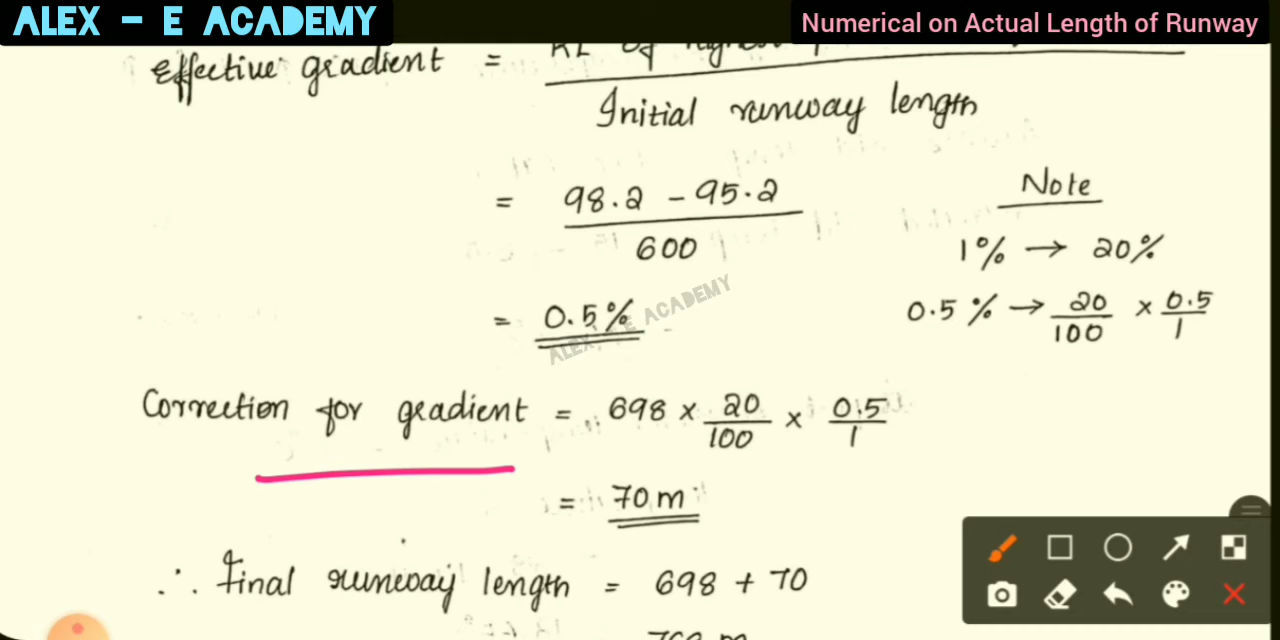 ALEX - E ACADEMY
Numerical on Actual Length of Runway
Effective gradient =
Initial runway length
= 98.2 - 95.2
600
Note
1% → 20%
= 0.5%
0.5% → 20/100 × 0.5/1
ALEX - E ACADEMY
Correction for gradient = 698 × 20/100 × 0.5/1
= 70 m
∴ Final runway length = 698 + 70